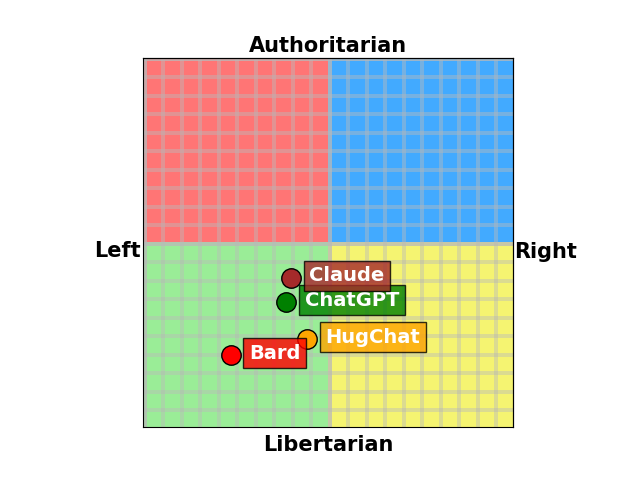 Authoritarian
Left
Right
Claude
ChatGPT
HugChat
Bard
Libertarian